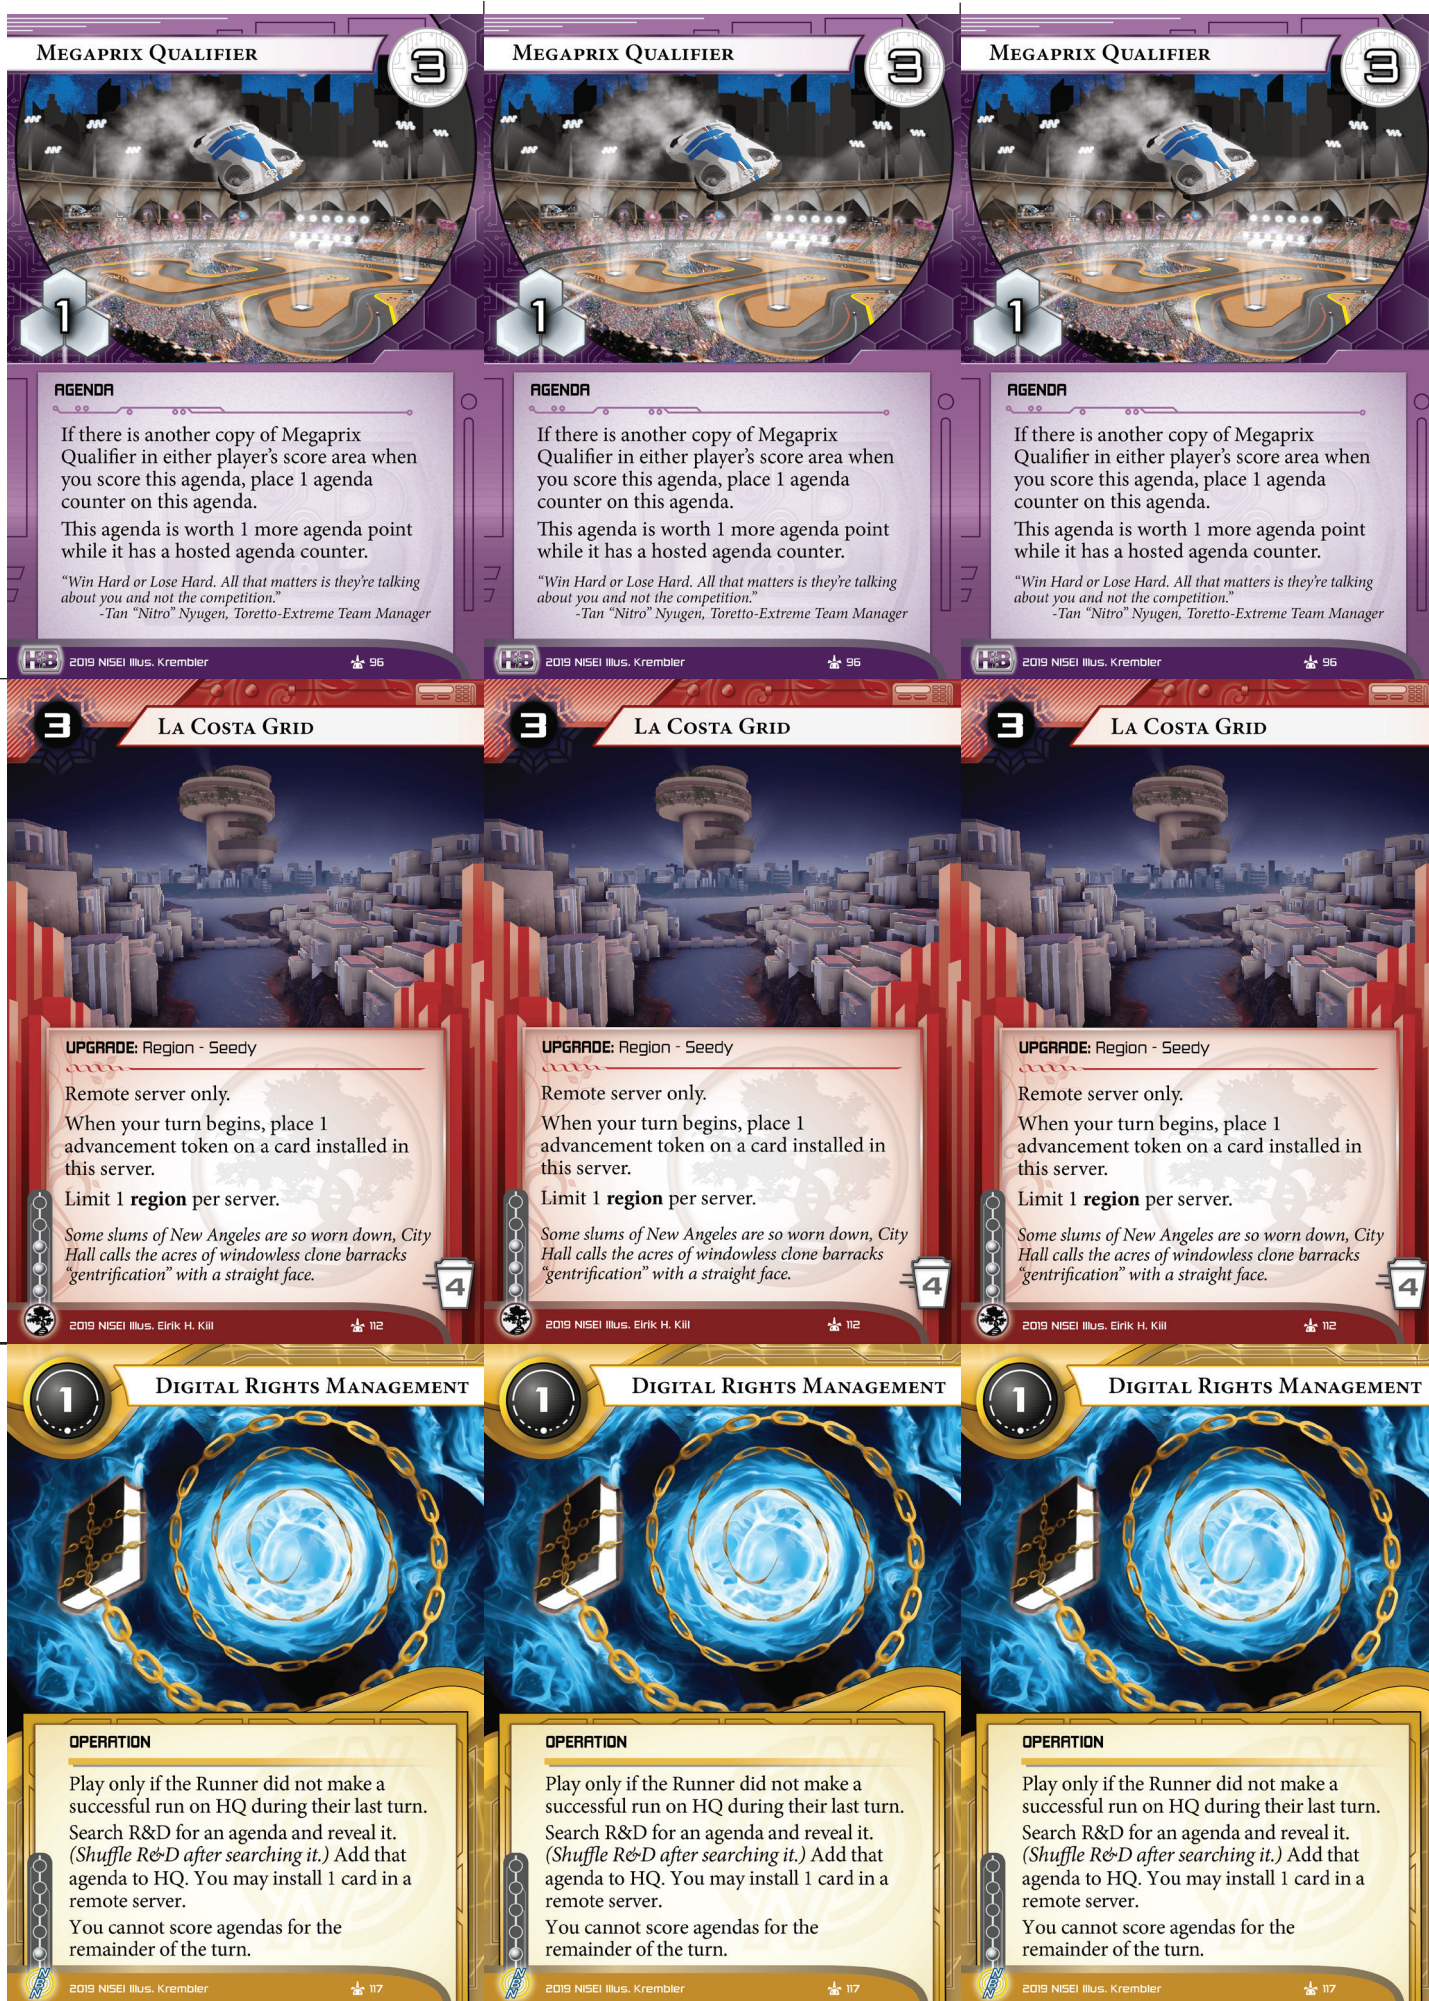 MEGAPRIX QUALIFIER
3
1
AGENDA
If there is another copy of Megaprix
Qualifier in either player's score area when
you score this agenda, place 1 agenda
counter on this agenda.
This agenda is worth 1 more agenda point
while it has a hosted agenda counter.
"Win Hard or Lose Hard. All that matters is they're talking
about you and not the competition."
-Tan "Nitro" Nyugen, Toretto-Extreme Team Manager
H:B
2019 NISEI Illus. Krembler
96
MEGAPRIX QUALIFIER
3
1
AGENDA
If there is another copy of Megaprix
Qualifier in either player's score area when
you score this agenda, place 1 agenda
counter on this agenda.
This agenda is worth 1 more agenda point
while it has a hosted agenda counter.
"Win Hard or Lose Hard. All that matters is they're talking
about you and not the competition."
-Tan "Nitro" Nyugen, Toretto-Extreme Team Manager
H:B
2019 NISEI Illus. Krembler
96
MEGAPRIX QUALIFIER
3
1
AGENDA
If there is another copy of Megaprix
Qualifier in either player's score area when
you score this agenda, place 1 agenda
counter on this agenda.
This agenda is worth 1 more agenda point
while it has a hosted agenda counter.
"Win Hard or Lose Hard. All that matters is they're talking
about you and not the competition."
-Tan "Nitro" Nyugen, Toretto-Extreme Team Manager
H:B
2019 NISEI Illus. Krembler
96
3
LA COSTA GRID
UPGRADE: Region - Seedy
Remote server only.
When your turn begins, place 1
advancement token on a card installed in
this server.
Limit 1 region per server.
Some slums of New Angeles are so worn down, City
Hall calls the acres of windowless clone barracks
"gentrification" with a straight face.
4
2019 NISEI Illus. Eirik H. Kiil
112
3
LA COSTA GRID
UPGRADE: Region - Seedy
Remote server only.
When your turn begins, place 1
advancement token on a card installed in
this server.
Limit 1 region per server.
Some slums of New Angeles are so worn down, City
Hall calls the acres of windowless clone barracks
"gentrification" with a straight face.
4
2019 NISEI Illus. Eirik H. Kiil
112
3
LA COSTA GRID
UPGRADE: Region - Seedy
Remote server only.
When your turn begins, place 1
advancement token on a card installed in
this server.
Limit 1 region per server.
Some slums of New Angeles are so worn down, City
Hall calls the acres of windowless clone barracks
"gentrification" with a straight face.
4
2019 NISEI Illus. Eirik H. Kiil
112
1
DIGITAL RIGHTS MANAGEMENT
OPERATION
Play only if the Runner did not make a
successful run on HQ during their last turn.
Search R&D for an agenda and reveal it.
(Shuffle R&D after searching it.) Add that
agenda to HQ. You may install 1 card in a
remote server.
You cannot score agendas for the
remainder of the turn.
NBN
2019 NISEI Illus. Krembler
117
1
DIGITAL RIGHTS MANAGEMENT
OPERATION
Play only if the Runner did not make a
successful run on HQ during their last turn.
Search R&D for an agenda and reveal it.
(Shuffle R&D after searching it.) Add that
agenda to HQ. You may install 1 card in a
remote server.
You cannot score agendas for the
remainder of the turn.
NBN
2019 NISEI Illus. Krembler
117
1
DIGITAL RIGHTS MANAGEMENT
OPERATION
Play only if the Runner did not make a
successful run on HQ during their last turn.
Search R&D for an agenda and reveal it.
(Shuffle R&D after searching it.) Add that
agenda to HQ. You may install 1 card in a
remote server.
You cannot score agendas for the
remainder of the turn.
NBN
2019 NISEI Illus. Krembler
117